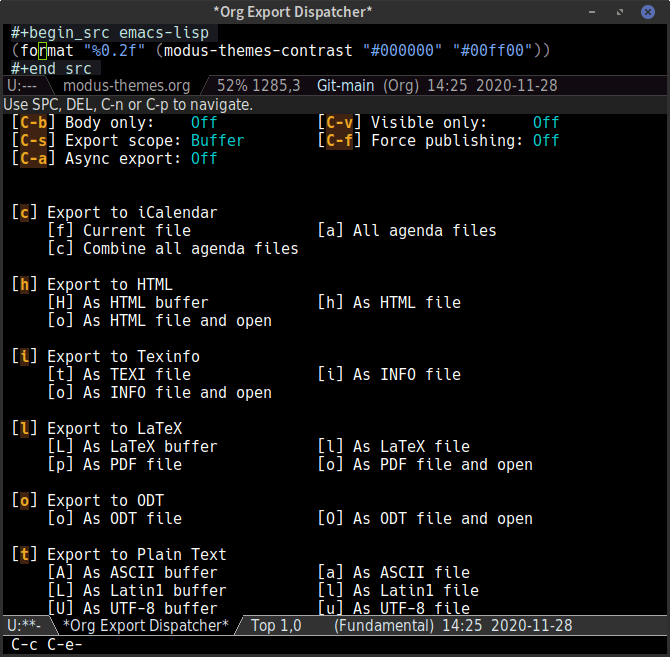 *Org Export Dispatcher*
#+begin_src emacs-lisp
(format "%0.2f" (modus-themes-contrast "#000000" "#00ff00"))
#+end_src
U:--- modus-themes.org 52% 1285,3 Git-main (Org) 14:25 2020-11-28
Use SPC, DEL, C-n or C-p to navigate.
[C-b] Body only: Off [C-v] Visible only: Off
[C-s] Export scope: Buffer [C-f] Force publishing: Off
[C-a] Async export: Off
[c] Export to iCalendar
[f] Current file [a] All agenda files
[c] Combine all agenda files
[h] Export to HTML
[H] As HTML buffer [h] As HTML file
[o] As HTML file and open
[i] Export to Texinfo
[t] As TEXI file [i] As INFO file
[o] As INFO file and open
[l] Export to LaTeX
[L] As LaTeX buffer [l] As LaTeX file
[p] As PDF file [o] As PDF file and open
[o] Export to ODT
[o] As ODT file [O] As ODT file and open
[t] Export to Plain Text
[A] As ASCII buffer [a] As ASCII file
[L] As Latin1 buffer [l] As Latin1 file
[U] As UTF-8 buffer [u] As UTF-8 file
U:**- *Org Export Dispatcher* Top 1,0 (Fundamental) 14:25 2020-11-28
C-c C-e-